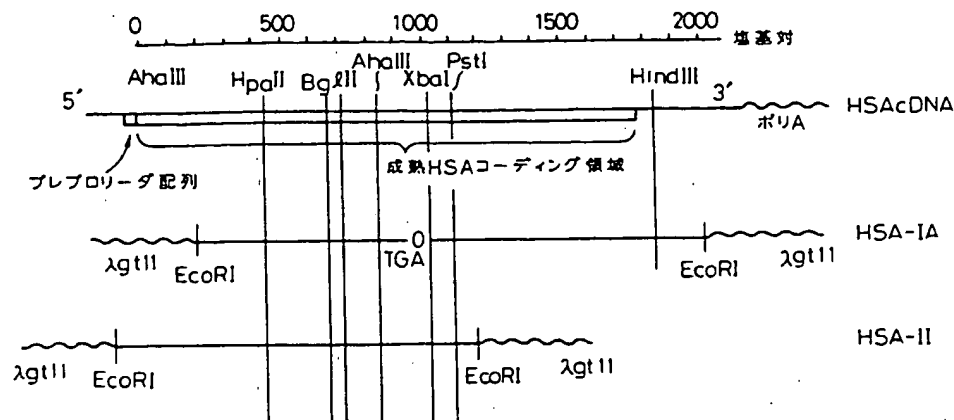 0 500 1000 1500 2000 塩基対
AhaIII HpaII BglII AhaIII XbaI PstI HindIII
5′ 3′ HSAcDNA
ポリA
プレプロリーダ配列 成熟HSAコーディング領域
λgt11 EcoRI TGA O EcoRI λgt11 HSA-IA
λgt11 EcoRI EcoRI λgt11 HSA-II